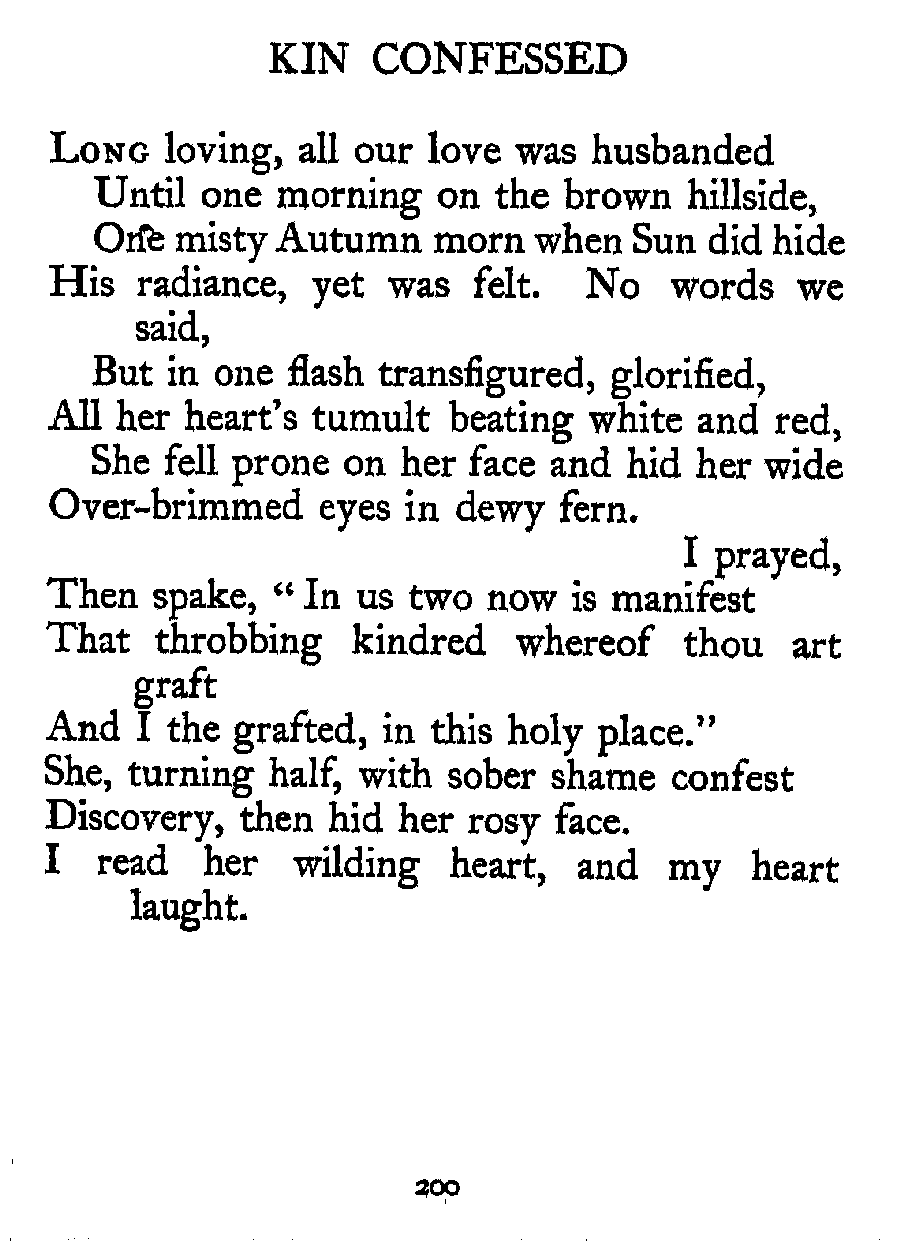 KIN CONFESSED
LONG loving, all our love was husbanded
Until one morning on the brown hillside,
One misty Autumn morn when Sun did hide
His radiance, yet was felt. No words we
said,
But in one flash transfigured, glorified,
All her heart's tumult beating white and red,
She fell prone on her face and hid her wide
Over-brimmed eyes in dewy fern.
I prayed,
Then spake, “ In us two now is manifest
That throbbing kindred whereof thou art
graft
And I the grafted, in this holy place.”
She, turning half, with sober shame confest
Discovery, then hid her rosy face.
I read her wilding heart, and my heart
laught.
200